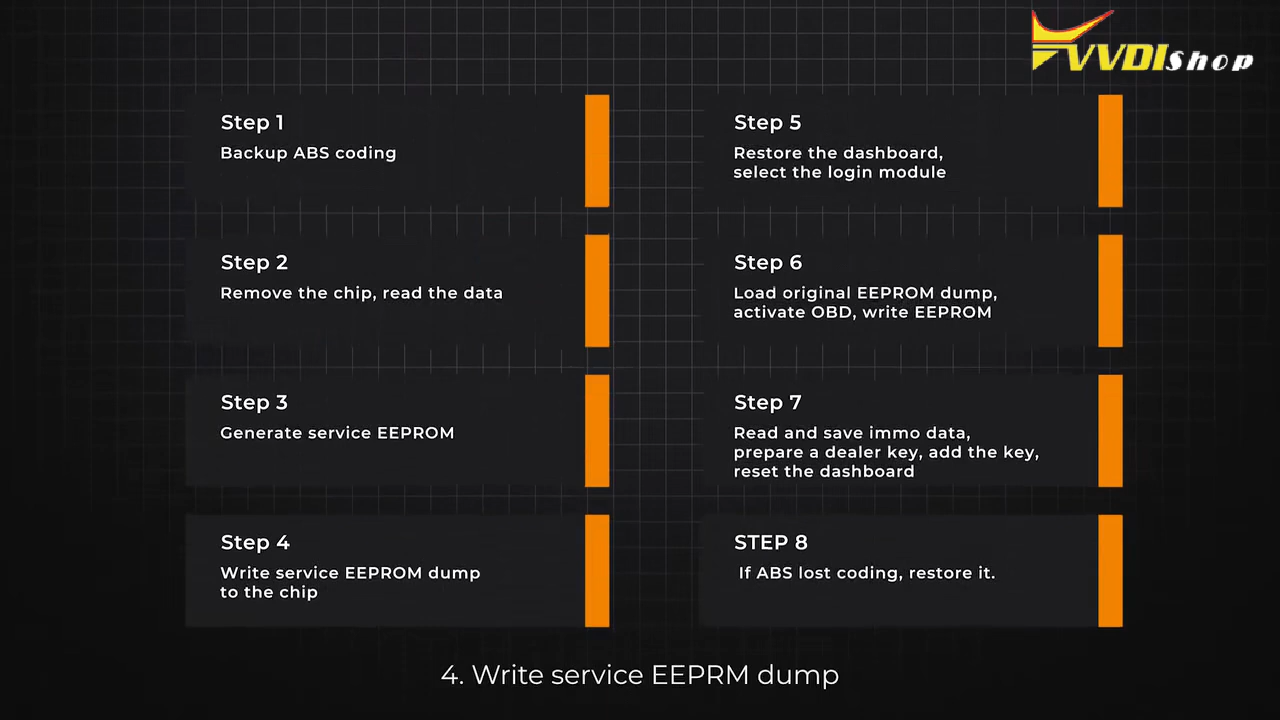 VVDIshop
Step 1
Backup ABS coding
Step 2
Remove the chip, read the data
Step 3
Generate service EEPROM
Step 4
Write service EEPROM dump
to the chip
Step 5
Restore the dashboard,
select the login module
Step 6
Load original EEPROM dump,
activate OBD, write EEPROM
Step 7
Read and save immo data,
prepare a dealer key, add the key,
reset the dashboard
STEP 8
If ABS lost coding, restore it.
4. Write service EEPRM dump